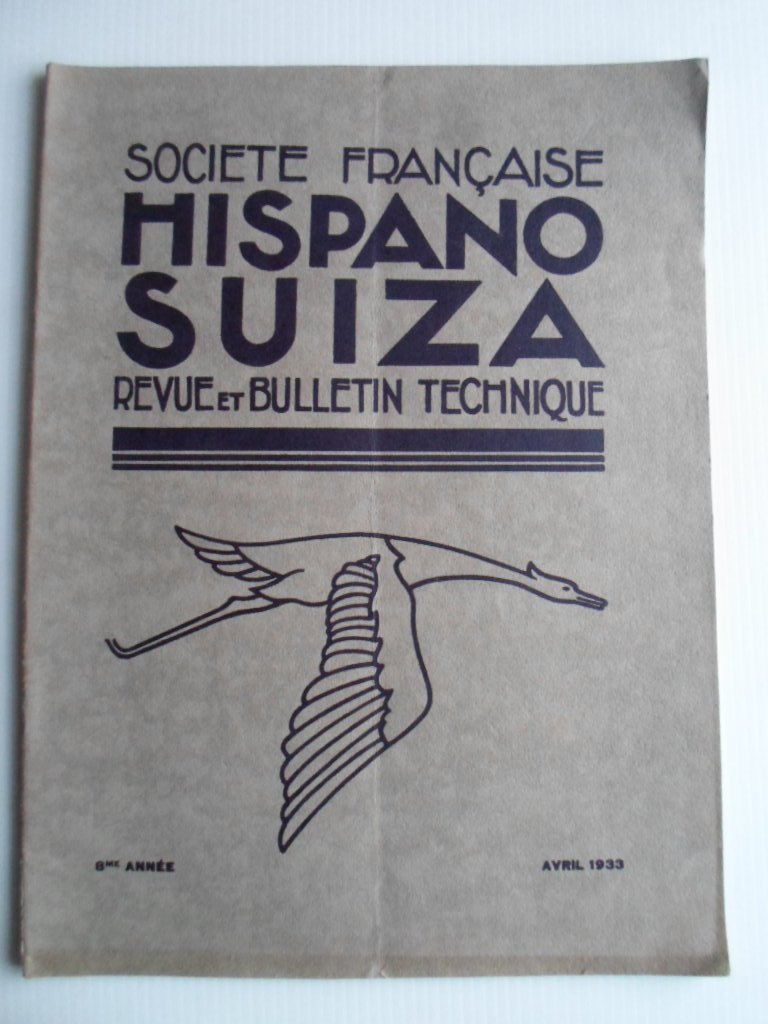 SOCIETE FRANÇAISE
HISPANO
SUIZA
REVUE ET BULLETIN TECHNIQUE
8ME ANNÉE
AVRIL 1933